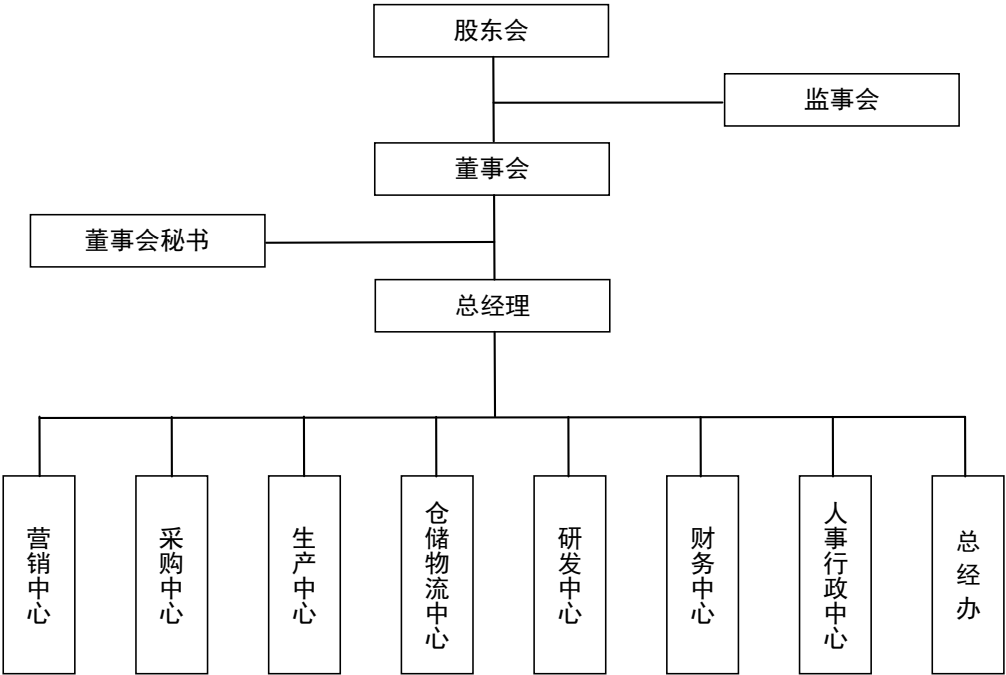 股东会
监事会
董事会
董事会秘书
总经理
营销中心
采购中心
生产中心
仓储物流中心
研发中心
财务中心
人事行政中心
总经办